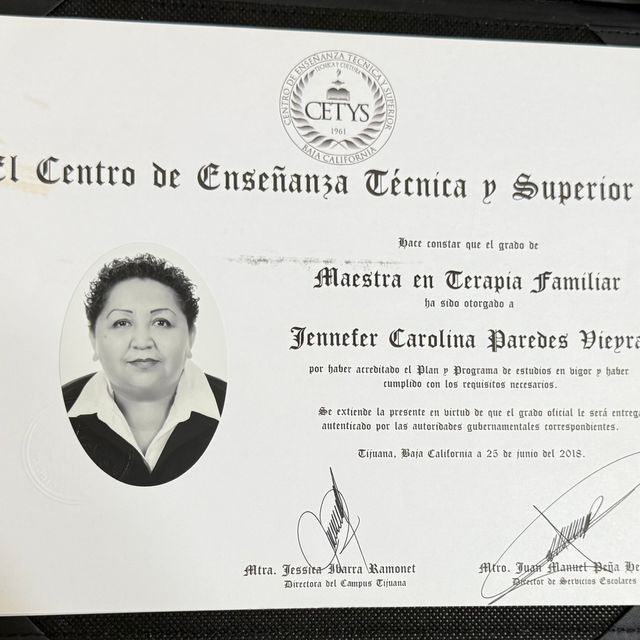 CENTRO DE ENSEÑANZA TÉCNICA Y SUPERIOR
TÉCNICA Y CULTURA
CETYS
1961
BAJA CALIFORNIA
El Centro de Enseñanza Técnica y Superior
Hace constar que el grado de
Maestra en Terapia Familiar
ha sido otorgado a
Jennefer Carolina Paredes Vieyra
por haber acreditado el Plan y Programa de estudios en vigor y haber
cumplido con los requisitos necesarios.
Se extiende la presente en virtud de que el grado oficial le será entrega
autenticado por las autoridades gubernamentales correspondientes.
Tijuana, Baja California a 25 de junio del 2018.
Mtra. Jessica Ibarra Ramonet
Directora del Campus Tijuana
Mtro. Juan Manuel Peña He
Director de Servicios Escolares